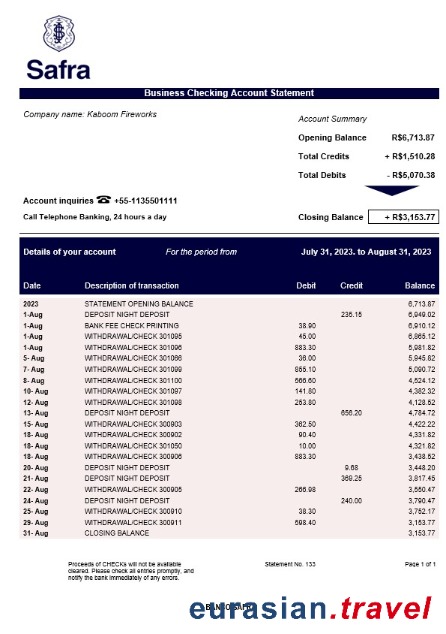 Safra
Business Checking Account Statement
Company name: Kaboom Fireworks
Account Summary
Opening Balance R$6,713.87
Total Credits + R$1,510.28
Total Debits - R$5,070.38
Account inquiries ☎ +55-1135501111
Call Telephone Banking, 24 hours a day
Closing Balance + R$3,153.77
Details of your account For the period from July 31, 2023. to August 31, 2023
Date Description of transaction Debit Credit Balance
2023 STATEMENT OPENING BALANCE 6,713.87
1-Aug DEPOSIT NIGHT DEPOSIT 235.15 6,949.02
1-Aug BANK FEE CHECK PRINTING 38.90 6,910.12
1-Aug WITHDRAWAL/CHECK 301095 45.00 6,865.12
1-Aug WITHDRAWAL/CHECK 301096 883.30 5,981.82
5- Aug WITHDRAWAL/CHECK 301086 36.00 5,945.82
7- Aug WITHDRAWAL/CHECK 301099 855.10 5,090.72
8- Aug WITHDRAWAL/CHECK 301100 566.60 4,524.12
10- Aug WITHDRAWAL/CHECK 301097 141.80 4,382.32
12- Aug WITHDRAWAL/CHECK 301098 253.80 4,128.52
13- Aug DEPOSIT NIGHT DEPOSIT 656.20 4,784.72
15- Aug WITHDRAWAL/CHECK 300903 362.50 4,422.22
18- Aug WITHDRAWAL/CHECK 300902 90.40 4,331.82
18- Aug WITHDRAWAL/CHECK 301050 10.00 4,321.82
18- Aug WITHDRAWAL/CHECK 300906 883.30 3,438.52
20- Aug DEPOSIT NIGHT DEPOSIT 9.68 3,448.20
21- Aug DEPOSIT NIGHT DEPOSIT 369.25 3,817.45
22- Aug WITHDRAWAL/CHECK 300905 266.98 3,550.47
24- Aug DEPOSIT NIGHT DEPOSIT 240.00 3,790.47
25- Aug WITHDRAWAL/CHECK 300910 38.30 3,752.17
29- Aug WITHDRAWAL/CHECK 300911 598.40 3,153.77
31- Aug CLOSING BALANCE 3,153.77
Proceeds of CHECKs will not be available Statement No. 133 Page 1 of 1
cleared. Please check all entries promptly, and
notify the bank immediately of any errors.
BANCO SAFRA
eurasian.travel